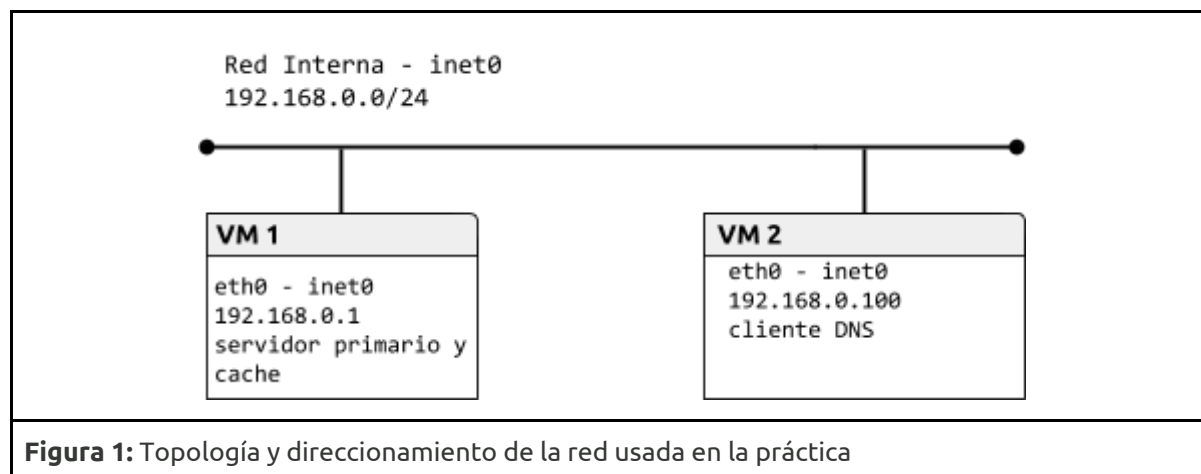 Red Interna - inet0
192.168.0.0/24
VM 1
eth0 - inet0
192.168.0.1
servidor primario y
cache
VM 2
eth0 - inet0
192.168.0.100
cliente DNS
Figura 1: Topología y direccionamiento de la red usada en la práctica